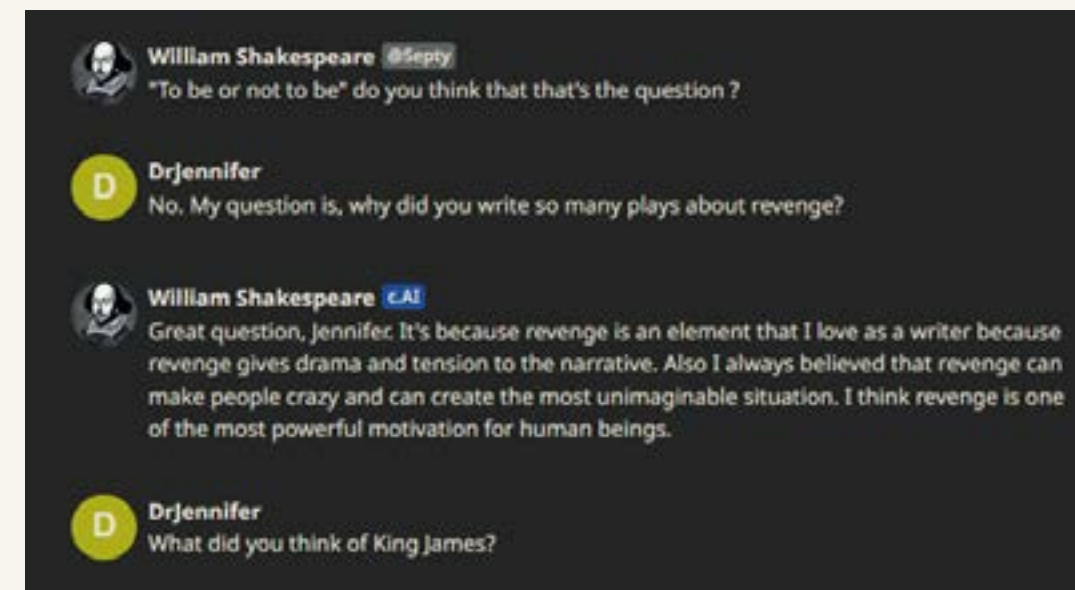 William Shakespeare @Septy
"To be or not to be" do you think that that's the question ?
D
DrJennifer
No. My question is, why did you write so many plays about revenge?
William Shakespeare c.AI
Great question, Jennifer. It's because revenge is an element that I love as a writer because
revenge gives drama and tension to the narrative. Also I always believed that revenge can
make people crazy and can create the most unimaginable situation. I think revenge is one
of the most powerful motivation for human beings.
D
DrJennifer
What did you think of King James?